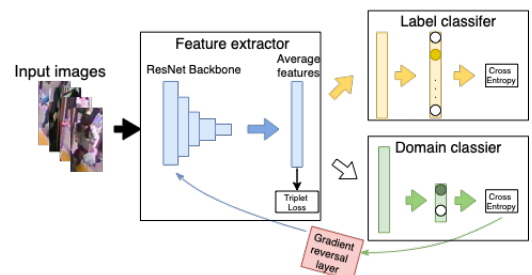 Input images
Feature extractor
ResNet Backbone
Average
features
Triplet
Loss
Label classifer
Cross
Entropy
Domain classier
Cross
Entropy
Gradient
reversal
layer